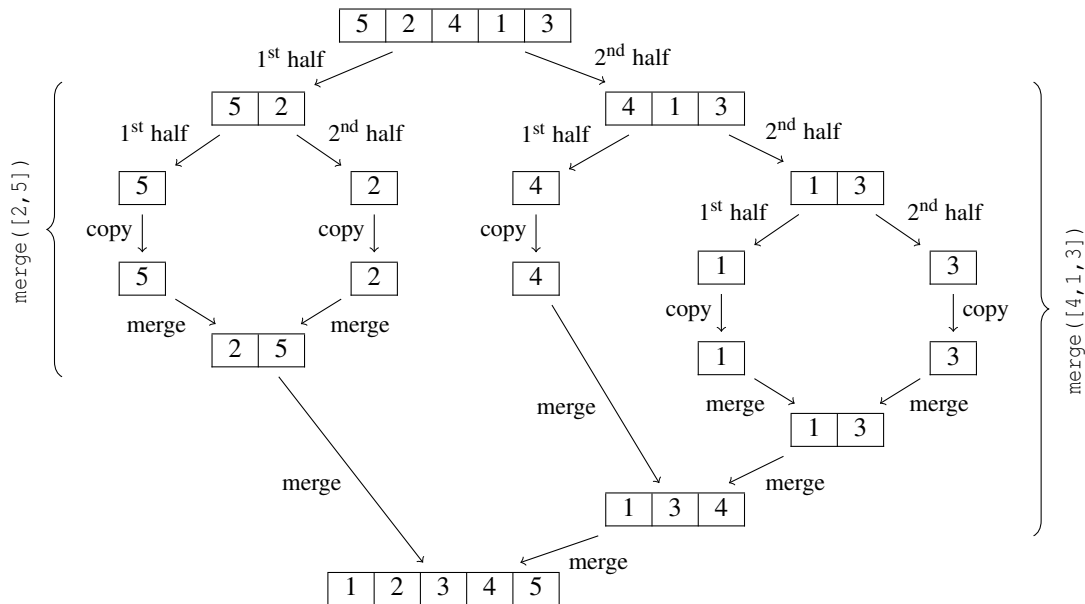 5 2 4 1 3
1st half 2nd half
5 2 4 1 3
1st half 2nd half 1st half 2nd half
5 2 4 1 3
copy copy copy 1st half 2nd half
5 2 4 1 3
merge merge copy copy
2 5 1 3
merge merge merge
1 3
merge merge
1 3 4
merge
1 2 3 4 5
merge([2,5])
merge([4,1,3])